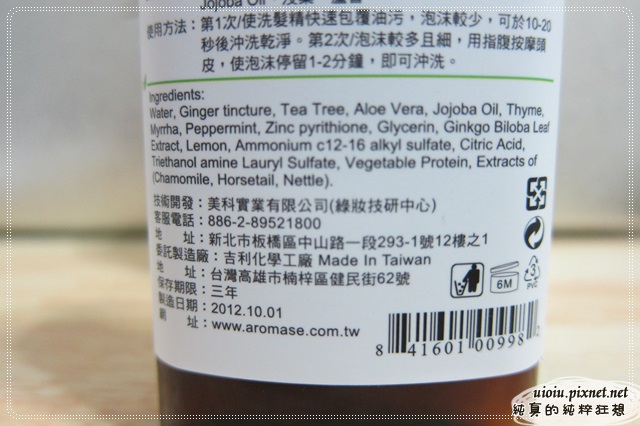 Jojoba Oil
使用方法：第1次/使洗髮精快速包覆油污，泡沫較少，可於10-20
秒後沖洗乾淨。第2次/泡沫較多且細，用指腹按摩頭
皮，使泡沫停留1-2分鐘，即可沖洗。
Ingredients:
Water, Ginger tincture, Tea Tree, Aloe Vera, Jojoba Oil, Thyme,
Myrrha, Peppermint, Zinc pyrithione, Glycerin, Ginkgo Biloba Leaf
Extract, Lemon, Ammonium c12-16 alkyl sulfate, Citric Acid,
Triethanol amine Lauryl Sulfate, Vegetable Protein, Extracts of
(Chamomile, Horsetail, Nettle).
技術開發：美科實業有限公司(綠妝技研中心)
客服電話：886-2-89521800
地　　址：新北市板橋區中山路一段293-1號12樓之1
委託製造廠：吉利化學工廠 Made In Taiwan
地　　址：台灣高雄市楠梓區健民街62號
保存期限：三年
製造日期：2012.10.01
網　　址：www.aromase.com.tw
6M
3
PVC
8 41601 00998 2
uioiu.pixnet.net
純真的純粹狂想